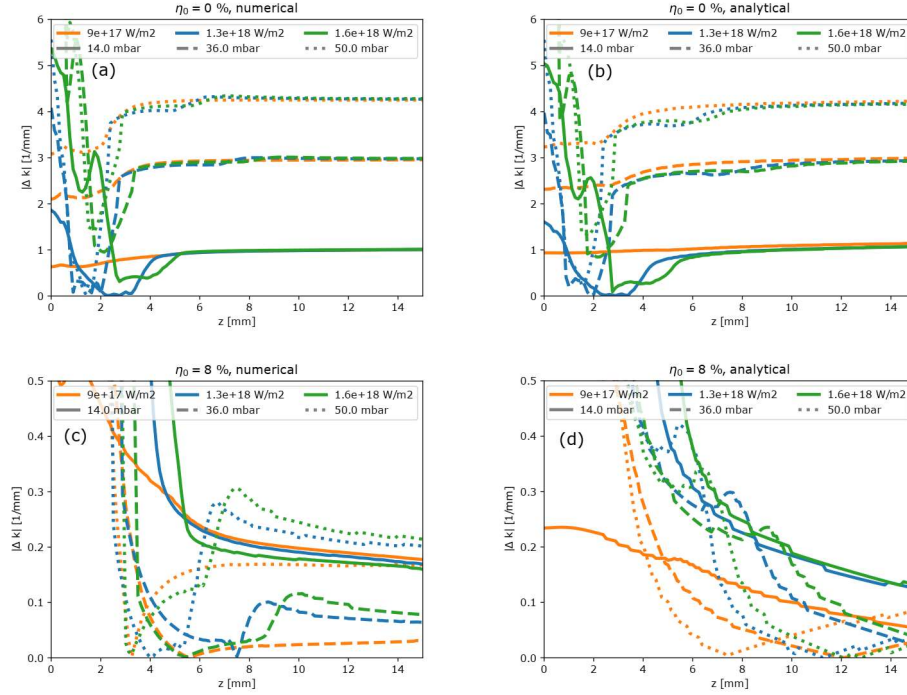 η₀ = 0 %, numerical
9e+17 W/m2 1.3e+18 W/m2 1.6e+18 W/m2
14.0 mbar 36.0 mbar 50.0 mbar
(a)
|Δ k| [1/mm]
6
5
4
3
2
1
0
0 2 4 6 8 10 12 14
z [mm]
η₀ = 0 %, analytical
9e+17 W/m2 1.3e+18 W/m2 1.6e+18 W/m2
14.0 mbar 36.0 mbar 50.0 mbar
(b)
|Δ k| [1/mm]
6
5
4
3
2
1
0
0 2 4 6 8 10 12 14
z [mm]
η₀ = 8 %, numerical
9e+17 W/m2 1.3e+18 W/m2 1.6e+18 W/m2
14.0 mbar 36.0 mbar 50.0 mbar
(c)
|Δ k| [1/mm]
0.5
0.4
0.3
0.2
0.1
0.0
0 2 4 6 8 10 12 14
z [mm]
η₀ = 8 %, analytical
9e+17 W/m2 1.3e+18 W/m2 1.6e+18 W/m2
14.0 mbar 36.0 mbar 50.0 mbar
(d)
|Δ k| [1/mm]
0.5
0.4
0.3
0.2
0.1
0.0
0 2 4 6 8 10 12 14
z [mm]